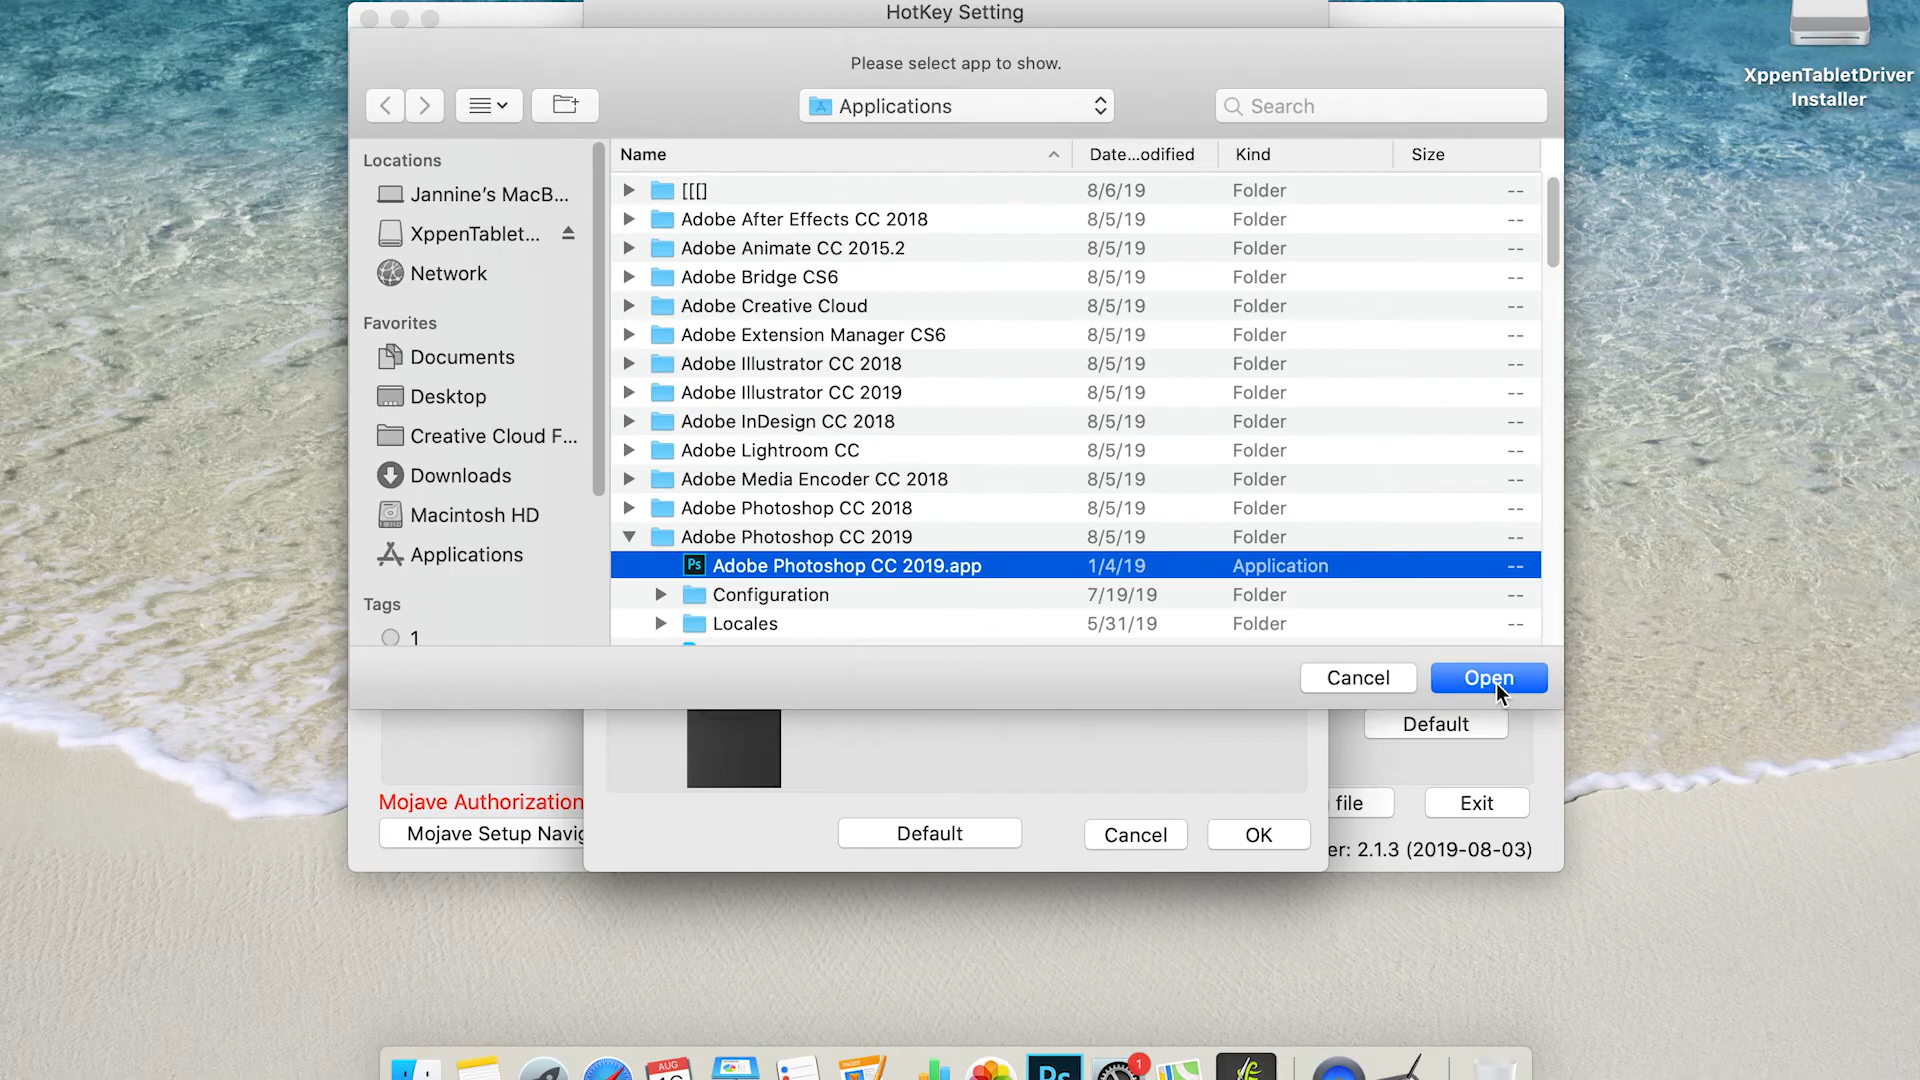 HotKey Setting
Please select app to show.
Applications
Search
XppenTabletDriver
Installer
Locations
Jannine's MacB...
XppenTablet...
Network
Favorites
Documents
Desktop
Creative Cloud F...
Downloads
Macintosh HD
Applications
Tags
1
Name Date...odified Kind Size
[[[] 8/6/19 Folder --
Adobe After Effects CC 2018 8/5/19 Folder --
Adobe Animate CC 2015.2 8/5/19 Folder --
Adobe Bridge CS6 8/5/19 Folder --
Adobe Creative Cloud 8/5/19 Folder --
Adobe Extension Manager CS6 8/5/19 Folder --
Adobe Illustrator CC 2018 8/5/19 Folder --
Adobe Illustrator CC 2019 8/5/19 Folder --
Adobe InDesign CC 2018 8/5/19 Folder --
Adobe Lightroom CC 8/5/19 Folder --
Adobe Media Encoder CC 2018 8/5/19 Folder --
Adobe Photoshop CC 2018 8/5/19 Folder --
Adobe Photoshop CC 2019 8/5/19 Folder --
Ps Adobe Photoshop CC 2019.app 1/4/19 Application --
Configuration 7/19/19 Folder --
Locales 5/31/19 Folder --
Cancel Open
Default
Mojave Authorization
file Exit
Mojave Setup Navig
Default Cancel OK
er: 2.1.3 (2019-08-03)
AUG
Ps
1